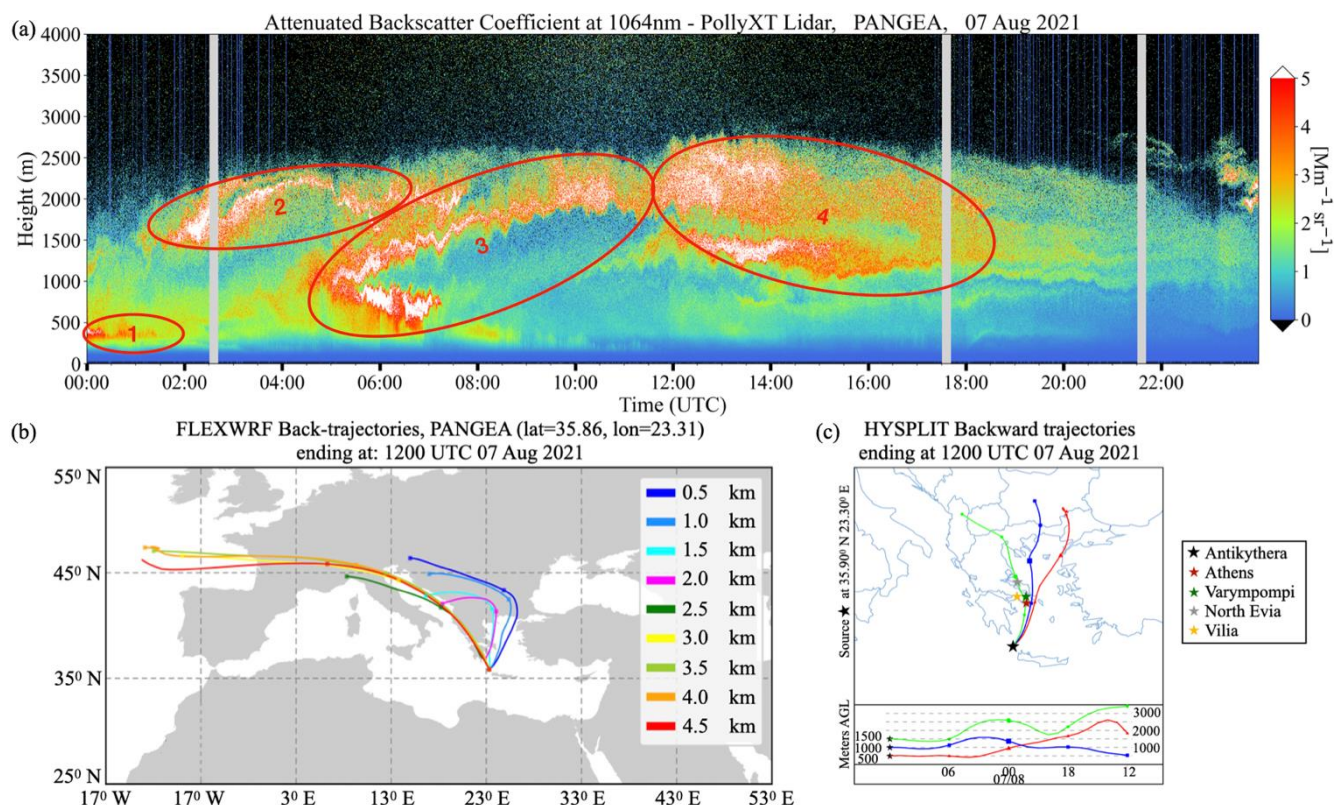 (a)
Attenuated Backscatter Coefficient at 1064nm - PollyXT Lidar, PANGEA, 07 Aug 2021
4000
3500
3000
2500
2000
1500
1000
500
0
Height (m)
1
2
3
4
00:00 02:00 04:00 06:00 08:00 10:00 12:00 14:00 16:00 18:00 20:00 22:00
Time (UTC)
5
4
3
2
1
0
[Mm⁻¹ sr⁻¹]
(b)
FLEXWRF Back-trajectories, PANGEA (lat=35.86, lon=23.31)
ending at: 1200 UTC 07 Aug 2021
55⁰ N
45⁰ N
35⁰ N
25⁰ N
17⁰ W 17⁰ W 3 E 13 E 23 E 33 E 43 E 53 E
0.5 km
1.0 km
1.5 km
2.0 km
2.5 km
3.0 km
3.5 km
4.0 km
4.5 km
(c)
HYSPLIT Backward trajectories
ending at 1200 UTC 07 Aug 2021
Source ★ at 35.90⁰ N 23.30⁰ E
Meters AGL
1500
1000
500
3000
2000
1000
06 00 18 12
07/08
Antikythera
Athens
Varympompi
North Evia
Vilia